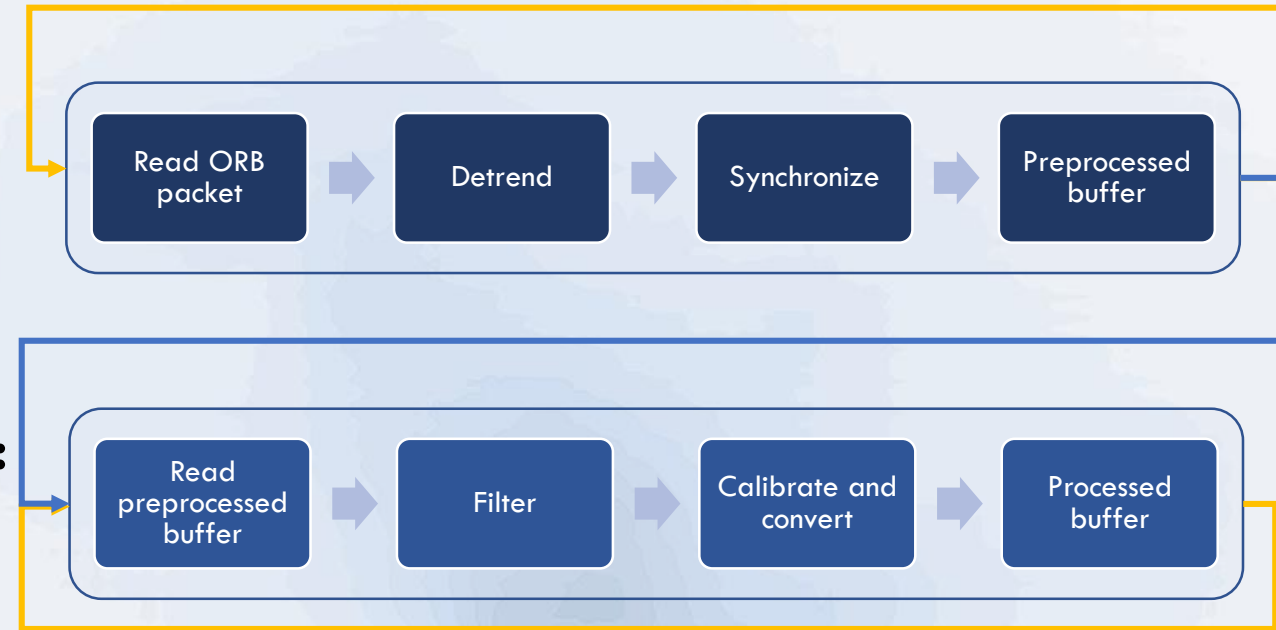 Read ORB
packet
Detrend
Synchronize
Preprocessed
buffer
:
Read
preprocessed
buffer
Filter
Calibrate and
convert
Processed
buffer